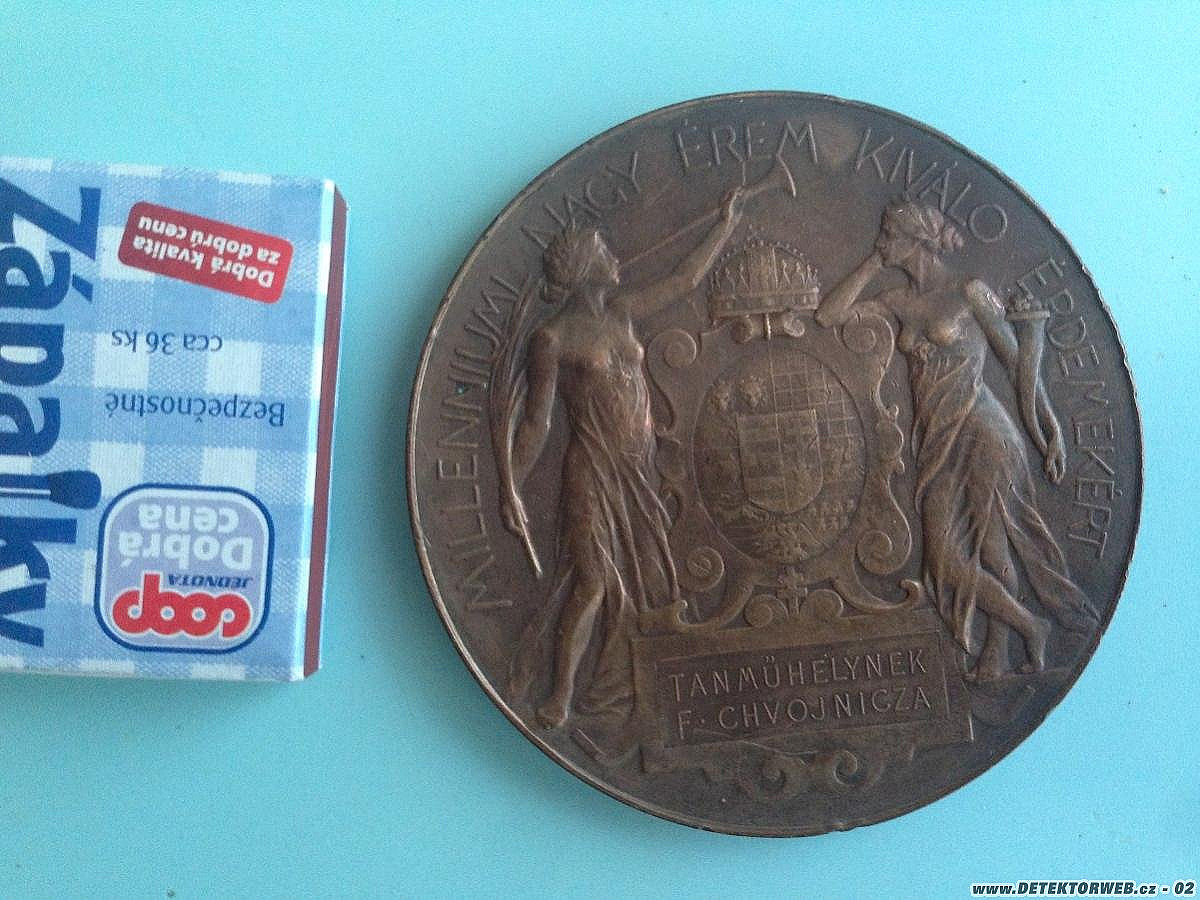 MILLENNIUMI NAGY ÉREM KIVÁLÓ ÉRDEMEKÉRT
TANMŰHELYNEK
F. CHVOJNICZA
Zápalky
Dobrá kvalita
za dobrú cenu
cca 36 ks
Bezpečnostné
Dobrá
cena
JEDNOTA
coop
www.DETEKTORWEB.cz - 02